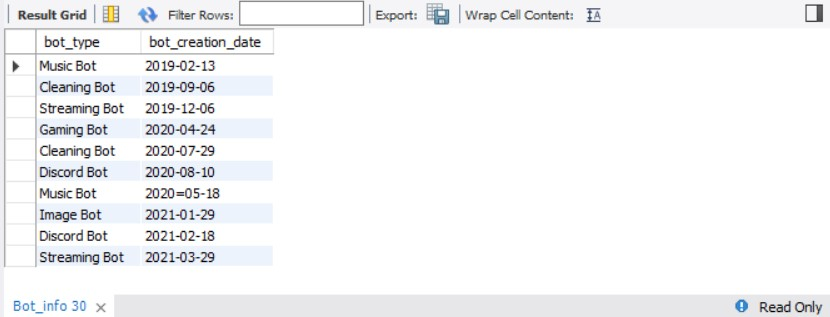 Result Grid Filter Rows: Export: Wrap Cell Content: IA
bot_type bot_creation_date
Music Bot 2019-02-13
Cleaning Bot 2019-09-06
Streaming Bot 2019-12-06
Gaming Bot 2020-04-24
Cleaning Bot 2020-07-29
Discord Bot 2020-08-10
Music Bot 2020=05-18
Image Bot 2021-01-29
Discord Bot 2021-02-18
Streaming Bot 2021-03-29
Bot_info 30 × Read Only